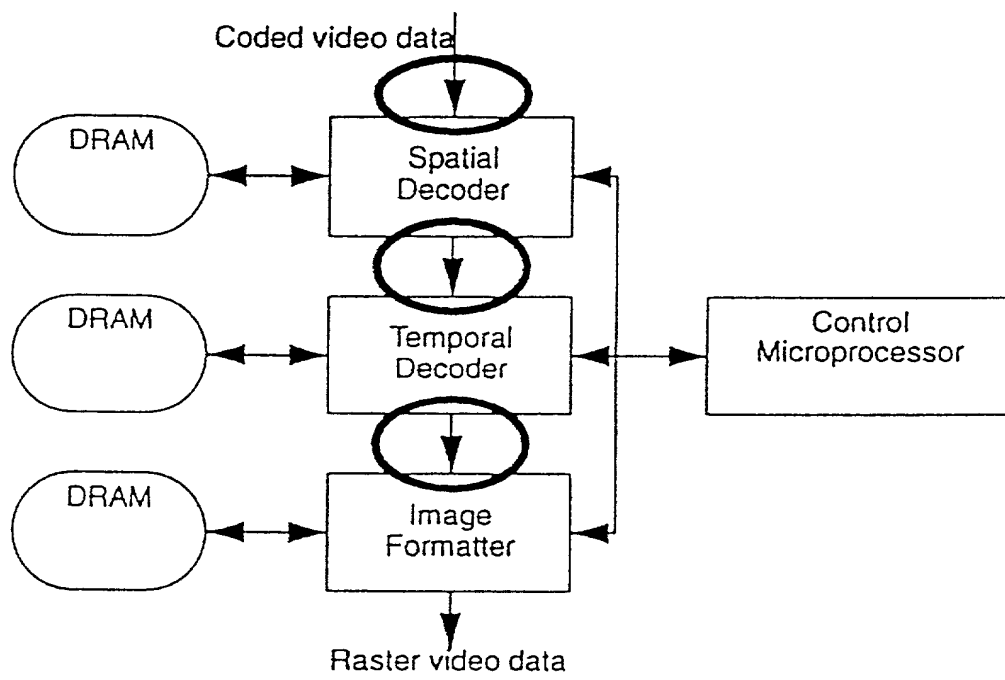 Coded video data
DRAM
Spatial
Decoder
DRAM
Temporal
Decoder
Control
Microprocessor
DRAM
Image
Formatter
Raster video data